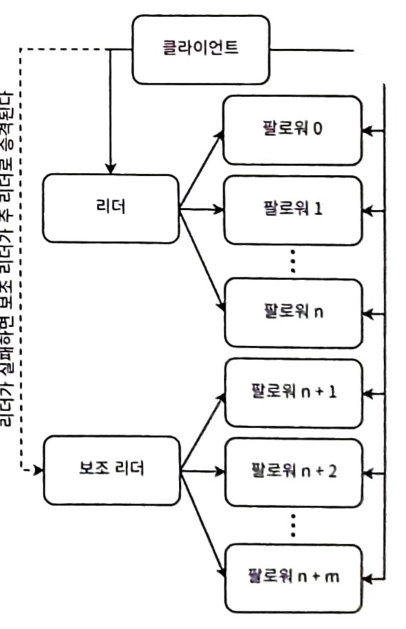 클라이언트
팔로워 0
리더
팔로워 1
팔로워 n
팔로워 n + 1
보조 리더
팔로워 n + 2
팔로워 n + m
리더가 실패하면 보조 리더가 주 리더로 승격된다